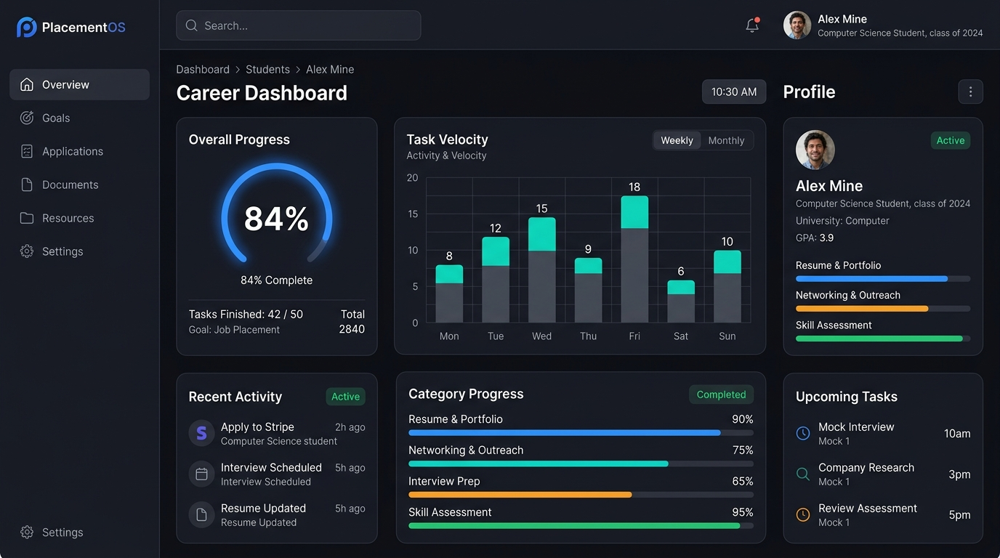 PlacementOS
Search...
Alex Mine
Computer Science Student, class of 2024
Overview
Goals
Applications
Documents
Resources
Settings
Settings
Dashboard > Students > Alex Mine
Career Dashboard
10:30 AM
Overall Progress
84%
84% Complete
Tasks Finished: 42 / 50
Total
Goal: Job Placement
2840
Task Velocity
Activity & Velocity
Weekly
Monthly
20
15
10
5
0
8
12
15
9
18
6
10
Mon
Tue
Wed
Thu
Fri
Sat
Sun
Profile
Active
Alex Mine
Computer Science Student, class of 2024
University: Computer
GPA: 3.9
Resume & Portfolio
Networking & Outreach
Skill Assessment
Recent Activity
Active
S
Apply to Stripe
2h ago
Computer Science student
Interview Scheduled
5h ago
Interview Scheduled
Resume Updated
5h ago
Resume Updated
Category Progress
Completed
Resume & Portfolio
90%
Networking & Outreach
75%
Interview Prep
65%
Skill Assessment
95%
Upcoming Tasks
Mock Interview
10am
Mock 1
Company Research
3pm
Mock 1
Review Assessment
5pm
Mock 1